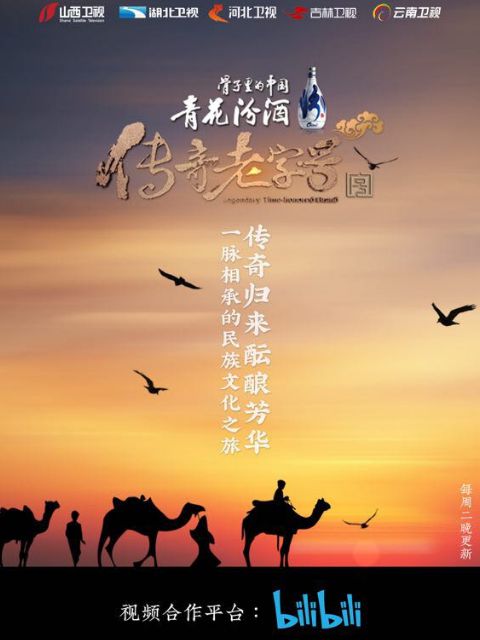 山西卫视
Shanxi Satellite Television
湖北卫视
河北卫视
吉林卫视
云南卫视
骨子里的中国
青花汾酒
传奇老字号
Legendary Time-honored Brand
传奇归来酝酿芳华
一脉相承的民族文化之旅
每周二晚更新
视频合作平台：bilibili